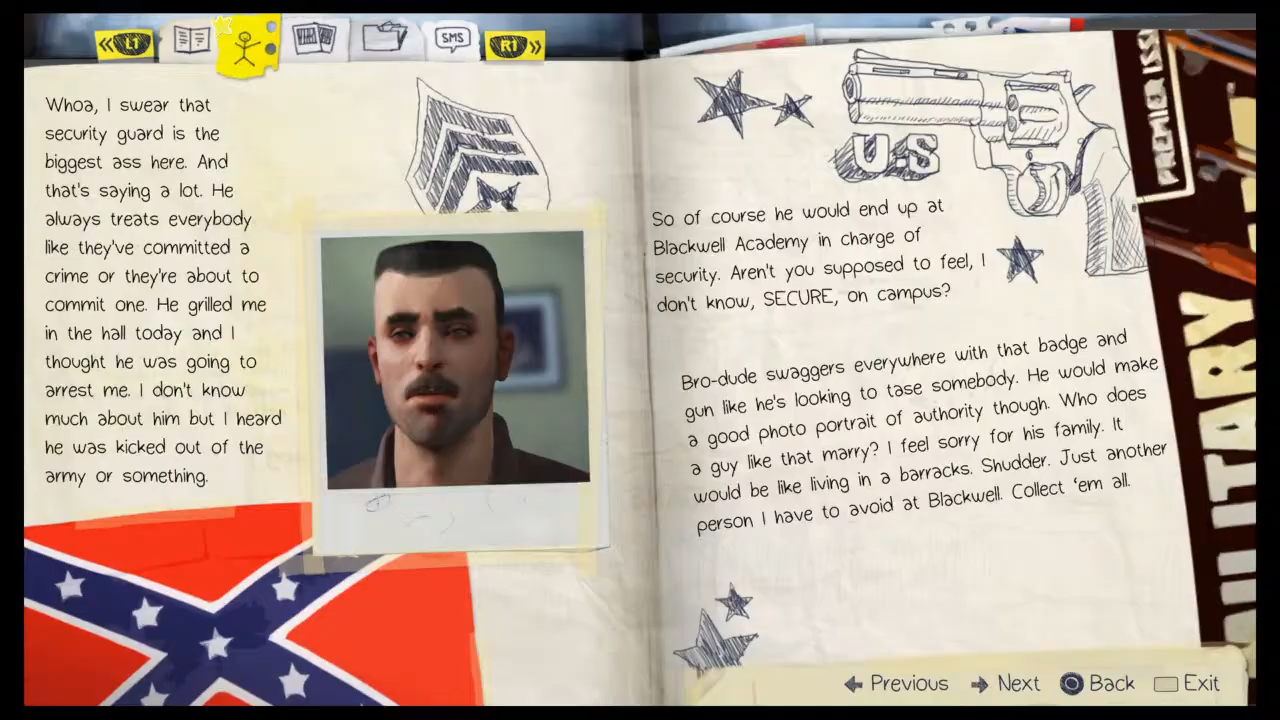 L1
SMS
R1
Whoa, I swear that
security guard is the
biggest ass here. And
that's saying a lot. He
always treats everybody
like they've committed a
crime or they're about to
commit one. He grilled me
in the hall today and I
thought he was going to
arrest me. I don't know
much about him but I heard
he was kicked out of the
army or something.
U.S
So of course he would end up at
Blackwell Academy in charge of
security. Aren't you supposed to feel, I
don't know, SECURE, on campus?
Bro-dude swaggers everywhere with that badge and
gun like he's looking to tase somebody. He would make
a good photo portrait of authority though. Who does
a guy like that marry? I feel sorry for his family. It
would be like living in a barracks. Shudder. Just another
person I have to avoid at Blackwell. Collect 'em all.
Previous
Next
Back
Exit